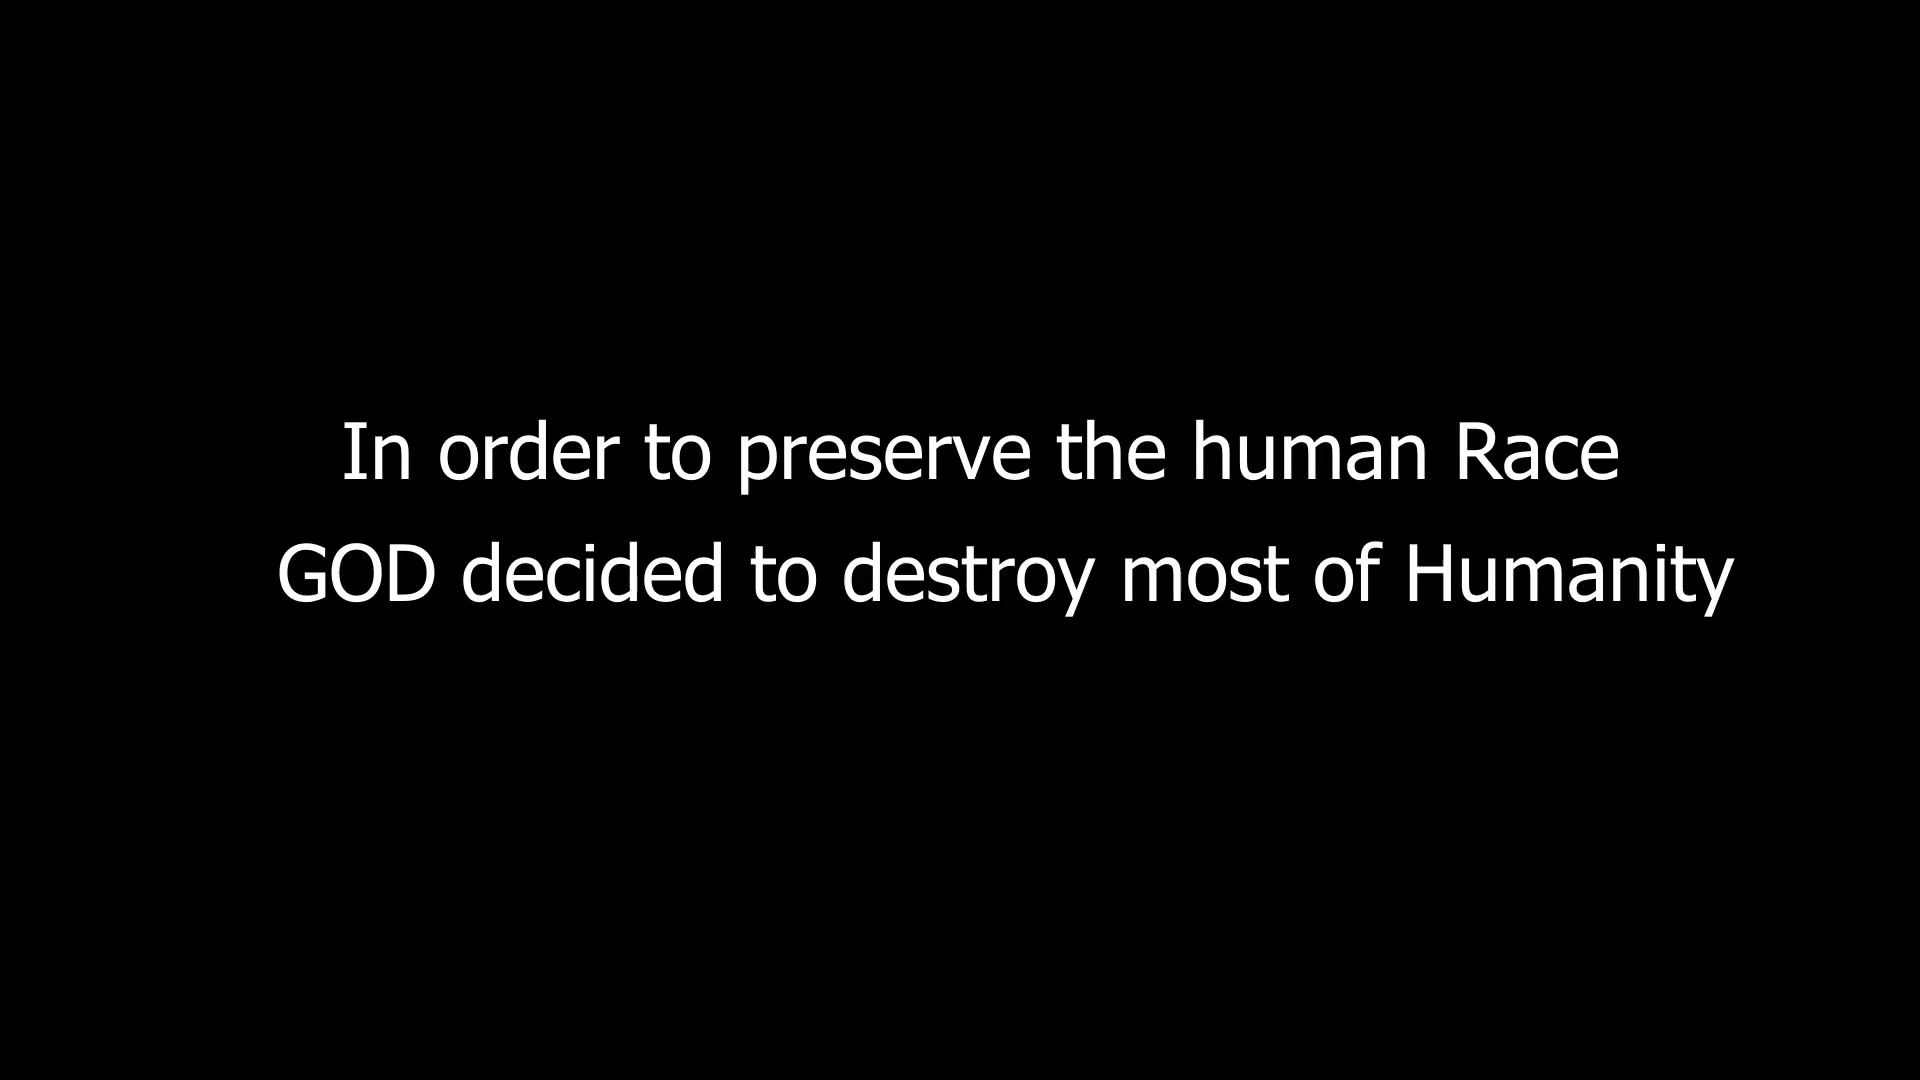 In order to preserve the human Race
GOD decided to destroy most of Humanity